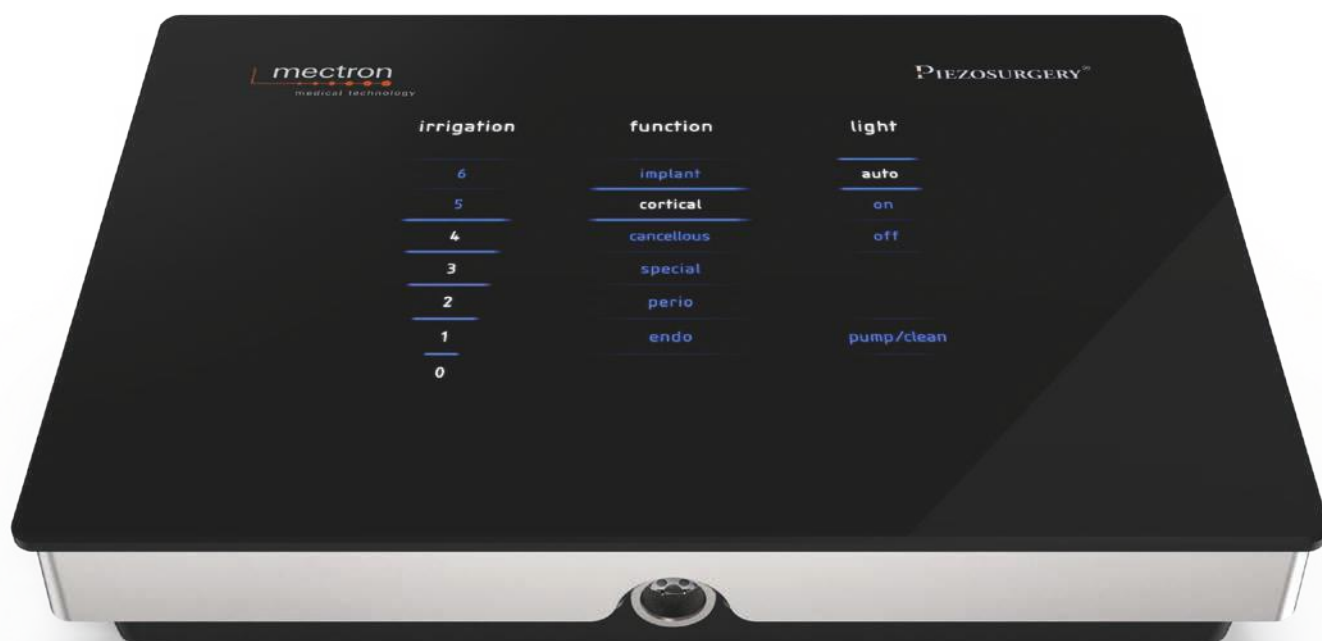 mectron
medical technology
PIEZOSURGERY®
irrigation function light
6 implant auto
5 cortical on
4 cancellous off
3 special
2 perio
1 endo pump/clean
0